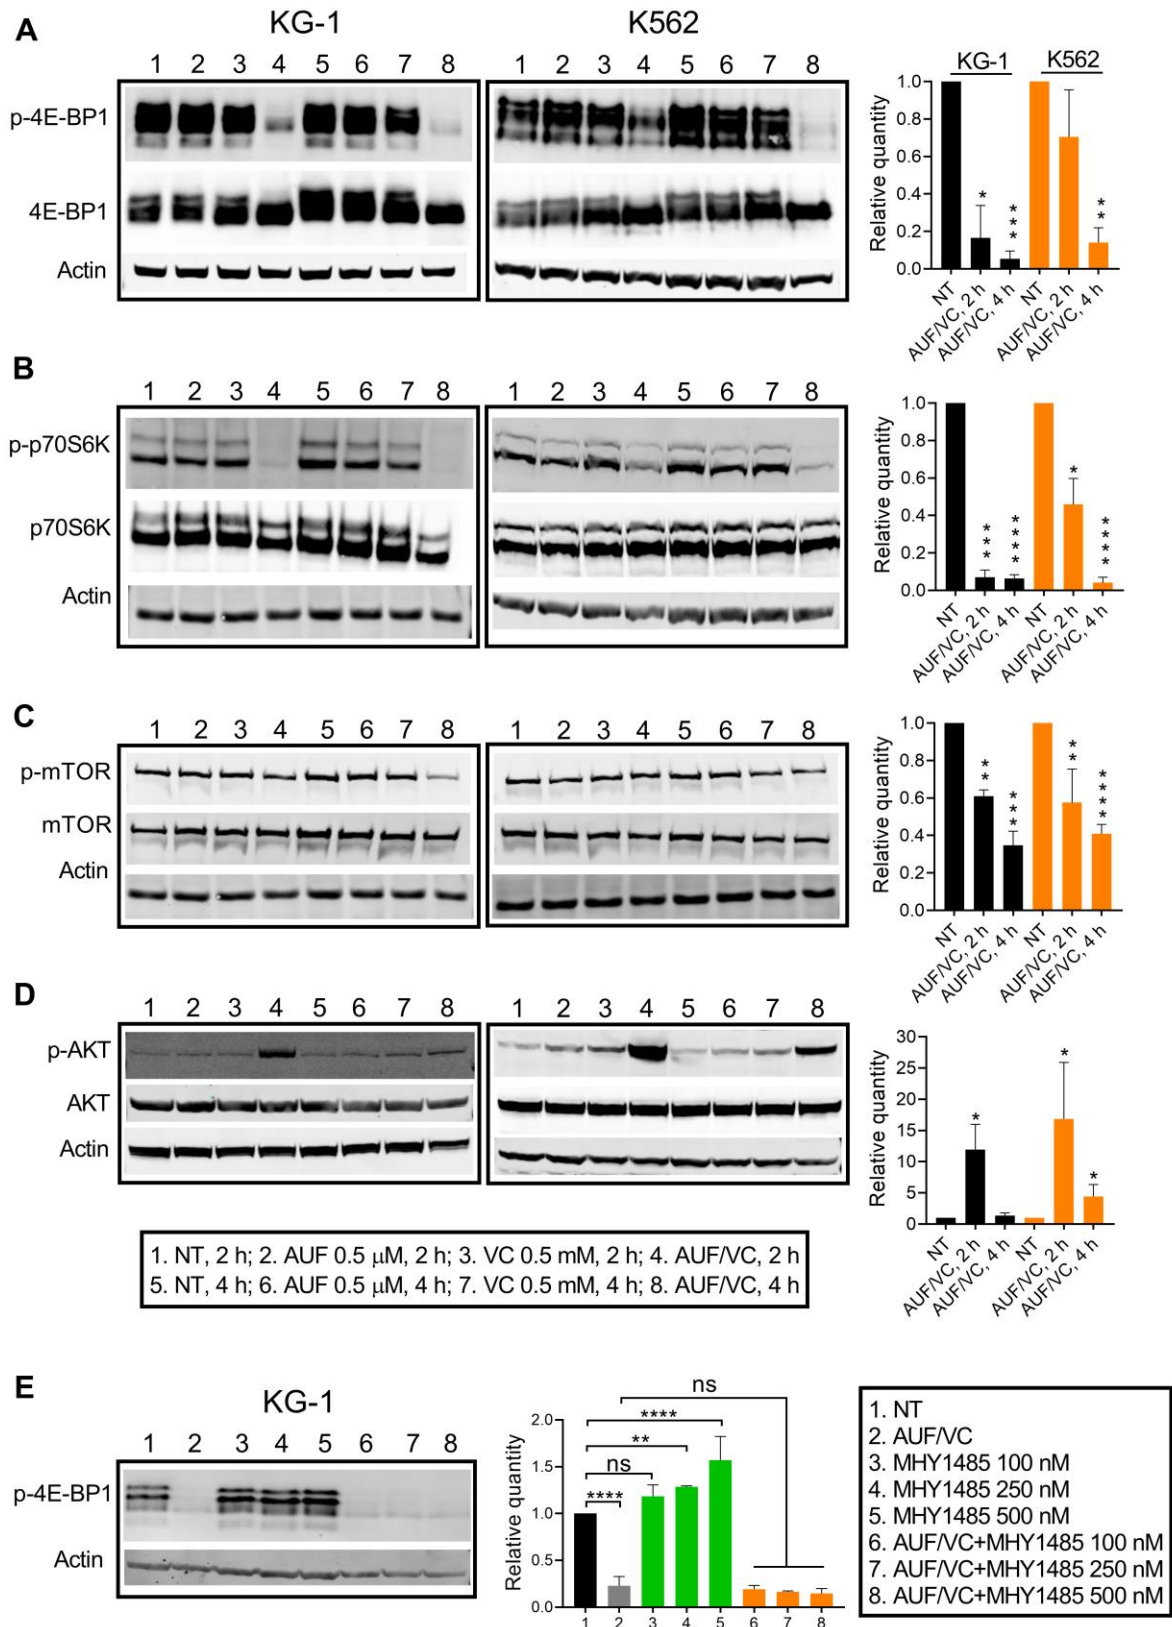 A
KG-1
K562
1 2 3 4 5 6 7 8
1 2 3 4 5 6 7 8
p-4E-BP1
4E-BP1
Actin
KG-1
K562
Relative quantity
1.0
0.8
0.6
0.4
0.2
0.0
*
***
**
NT
AUF/VC, 2 h
AUF/VC, 4 h
NT
AUF/VC, 2 h
AUF/VC, 4 h
B
1 2 3 4 5 6 7 8
1 2 3 4 5 6 7 8
p-p70S6K
p70S6K
Actin
Relative quantity
1.0
0.8
0.6
0.4
0.2
0.0
***
****
*
****
NT
AUF/VC, 2 h
AUF/VC, 4 h
NT
AUF/VC, 2 h
AUF/VC, 4 h
C
1 2 3 4 5 6 7 8
1 2 3 4 5 6 7 8
p-mTOR
mTOR
Actin
Relative quantity
1.0
0.8
0.6
0.4
0.2
0.0
**
***
**
****
NT
AUF/VC, 2 h
AUF/VC, 4 h
NT
AUF/VC, 2 h
AUF/VC, 4 h
D
1 2 3 4 5 6 7 8
1 2 3 4 5 6 7 8
p-AKT
AKT
Actin
Relative quantity
30
25
20
15
10
5
0
*
*
*
NT
AUF/VC, 2 h
AUF/VC, 4 h
NT
AUF/VC, 2 h
AUF/VC, 4 h
1. NT, 2 h; 2. AUF 0.5 μM, 2 h; 3. VC 0.5 mM, 2 h; 4. AUF/VC, 2 h
5. NT, 4 h; 6. AUF 0.5 μM, 4 h; 7. VC 0.5 mM, 4 h; 8. AUF/VC, 4 h
E
KG-1
1 2 3 4 5 6 7 8
p-4E-BP1
Actin
Relative quantity
2.0
1.5
1.0
0.5
0.0
ns
****
**
ns
****
1 2 3 4 5 6 7 8
1. NT
2. AUF/VC
3. MHY1485 100 nM
4. MHY1485 250 nM
5. MHY1485 500 nM
6. AUF/VC+MHY1485 100 nM
7. AUF/VC+MHY1485 250 nM
8. AUF/VC+MHY1485 500 nM